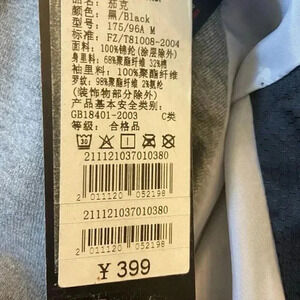 品名: 茄克
颜色: 黑/Black
型号: 175/96A M
标准: FZ/T81008-2004
面料: 100%锦纶(涂层除外)
身里料: 68%聚酯纤维 32%棉
袖里料: 100%聚酯纤维
罗纹: 98%聚酯纤维 2%氨纶
(装饰物部分除外)
产品基本安全类别:
GB18401-2003 C类
等级: 合格品
211121037010380
2 011120 052198
211121037010380
2 011120 052198
¥ 399